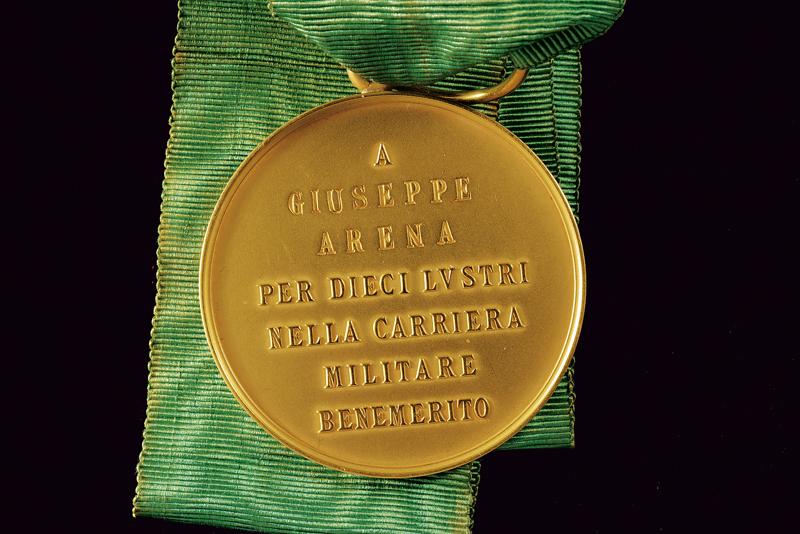 A
GIUSEPPE
ARENA
PER DIECI LVSTRI
NELLA CARRIERA
MILITARE
BENEMERITO